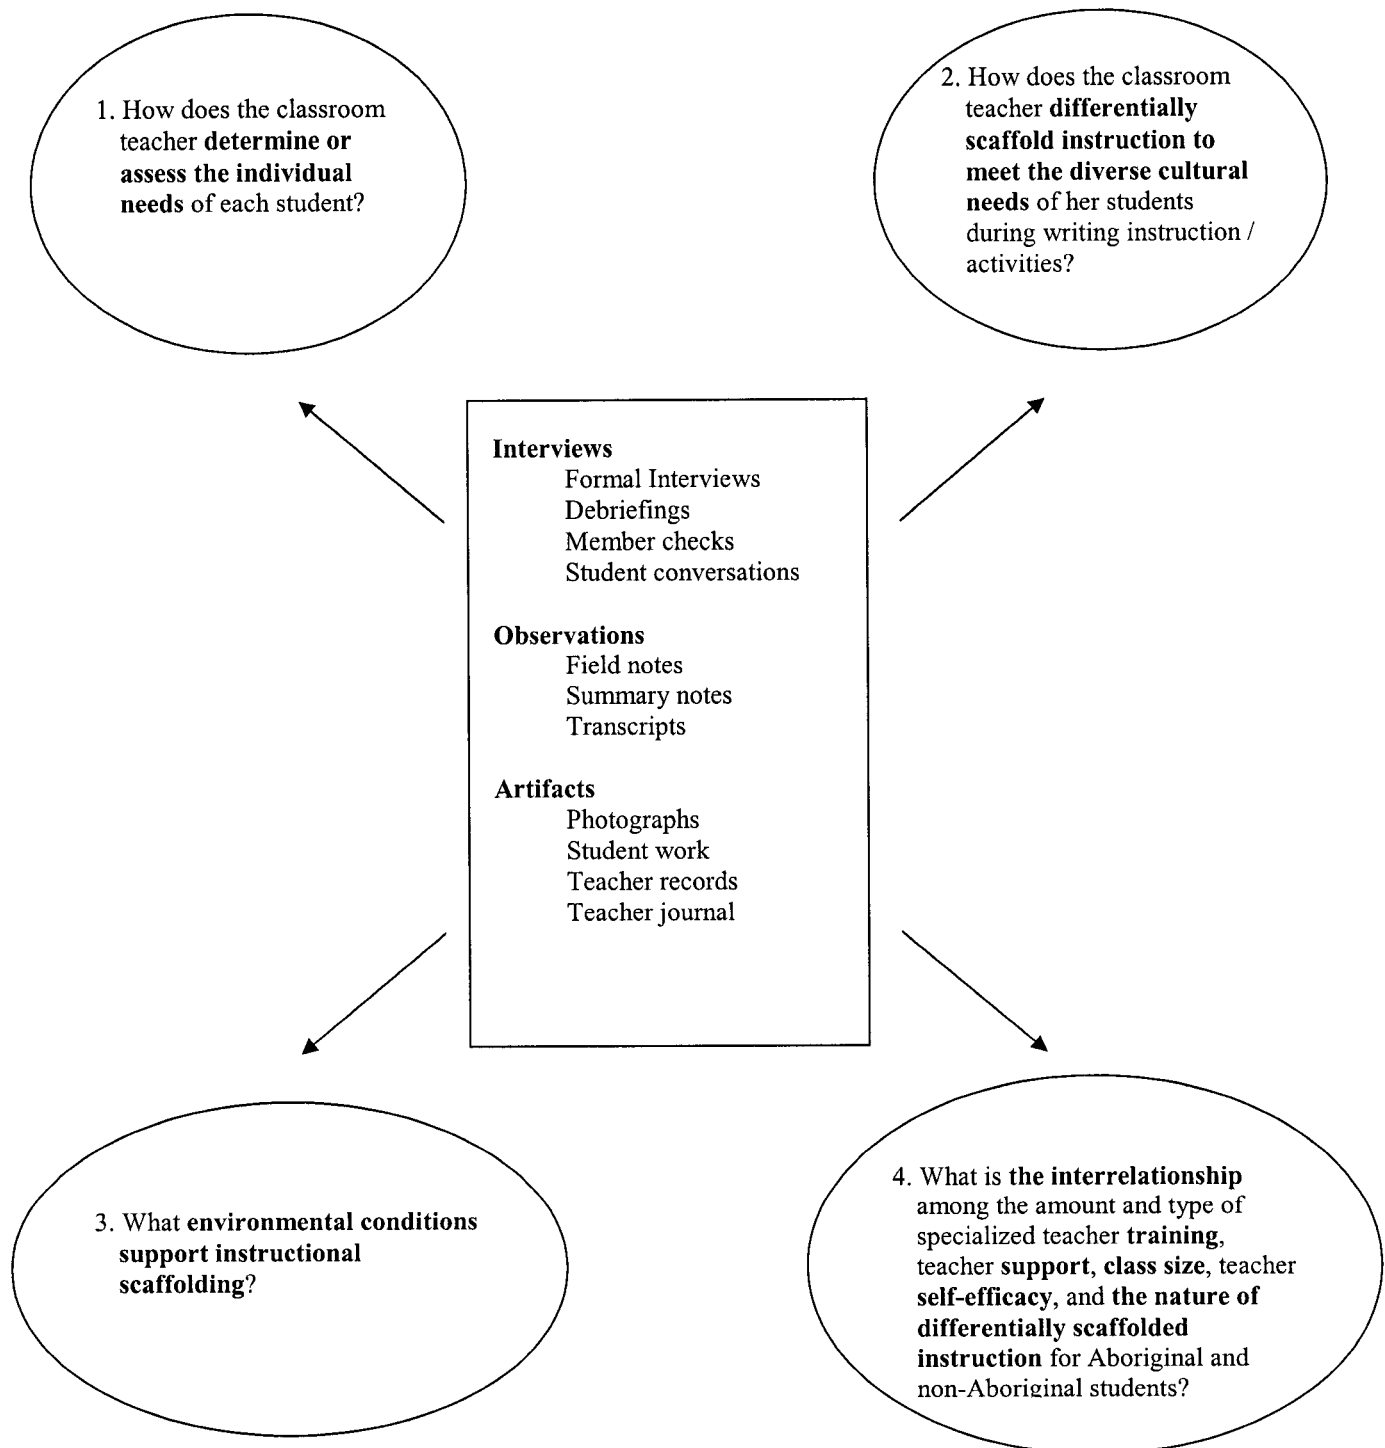 1. How does the classroom
teacher determine or
assess the individual
needs of each student?
2. How does the classroom
teacher differentially
scaffold instruction to
meet the diverse cultural
needs of her students
during writing instruction /
activities?
Interviews
Formal Interviews
Debriefings
Member checks
Student conversations
Observations
Field notes
Summary notes
Transcripts
Artifacts
Photographs
Student work
Teacher records
Teacher journal
3. What environmental conditions
support instructional
scaffolding?
4. What is the interrelationship
among the amount and type of
specialized teacher training,
teacher support, class size, teacher
self-efficacy, and the nature of
differentially scaffolded
instruction for Aboriginal and
non-Aboriginal students?